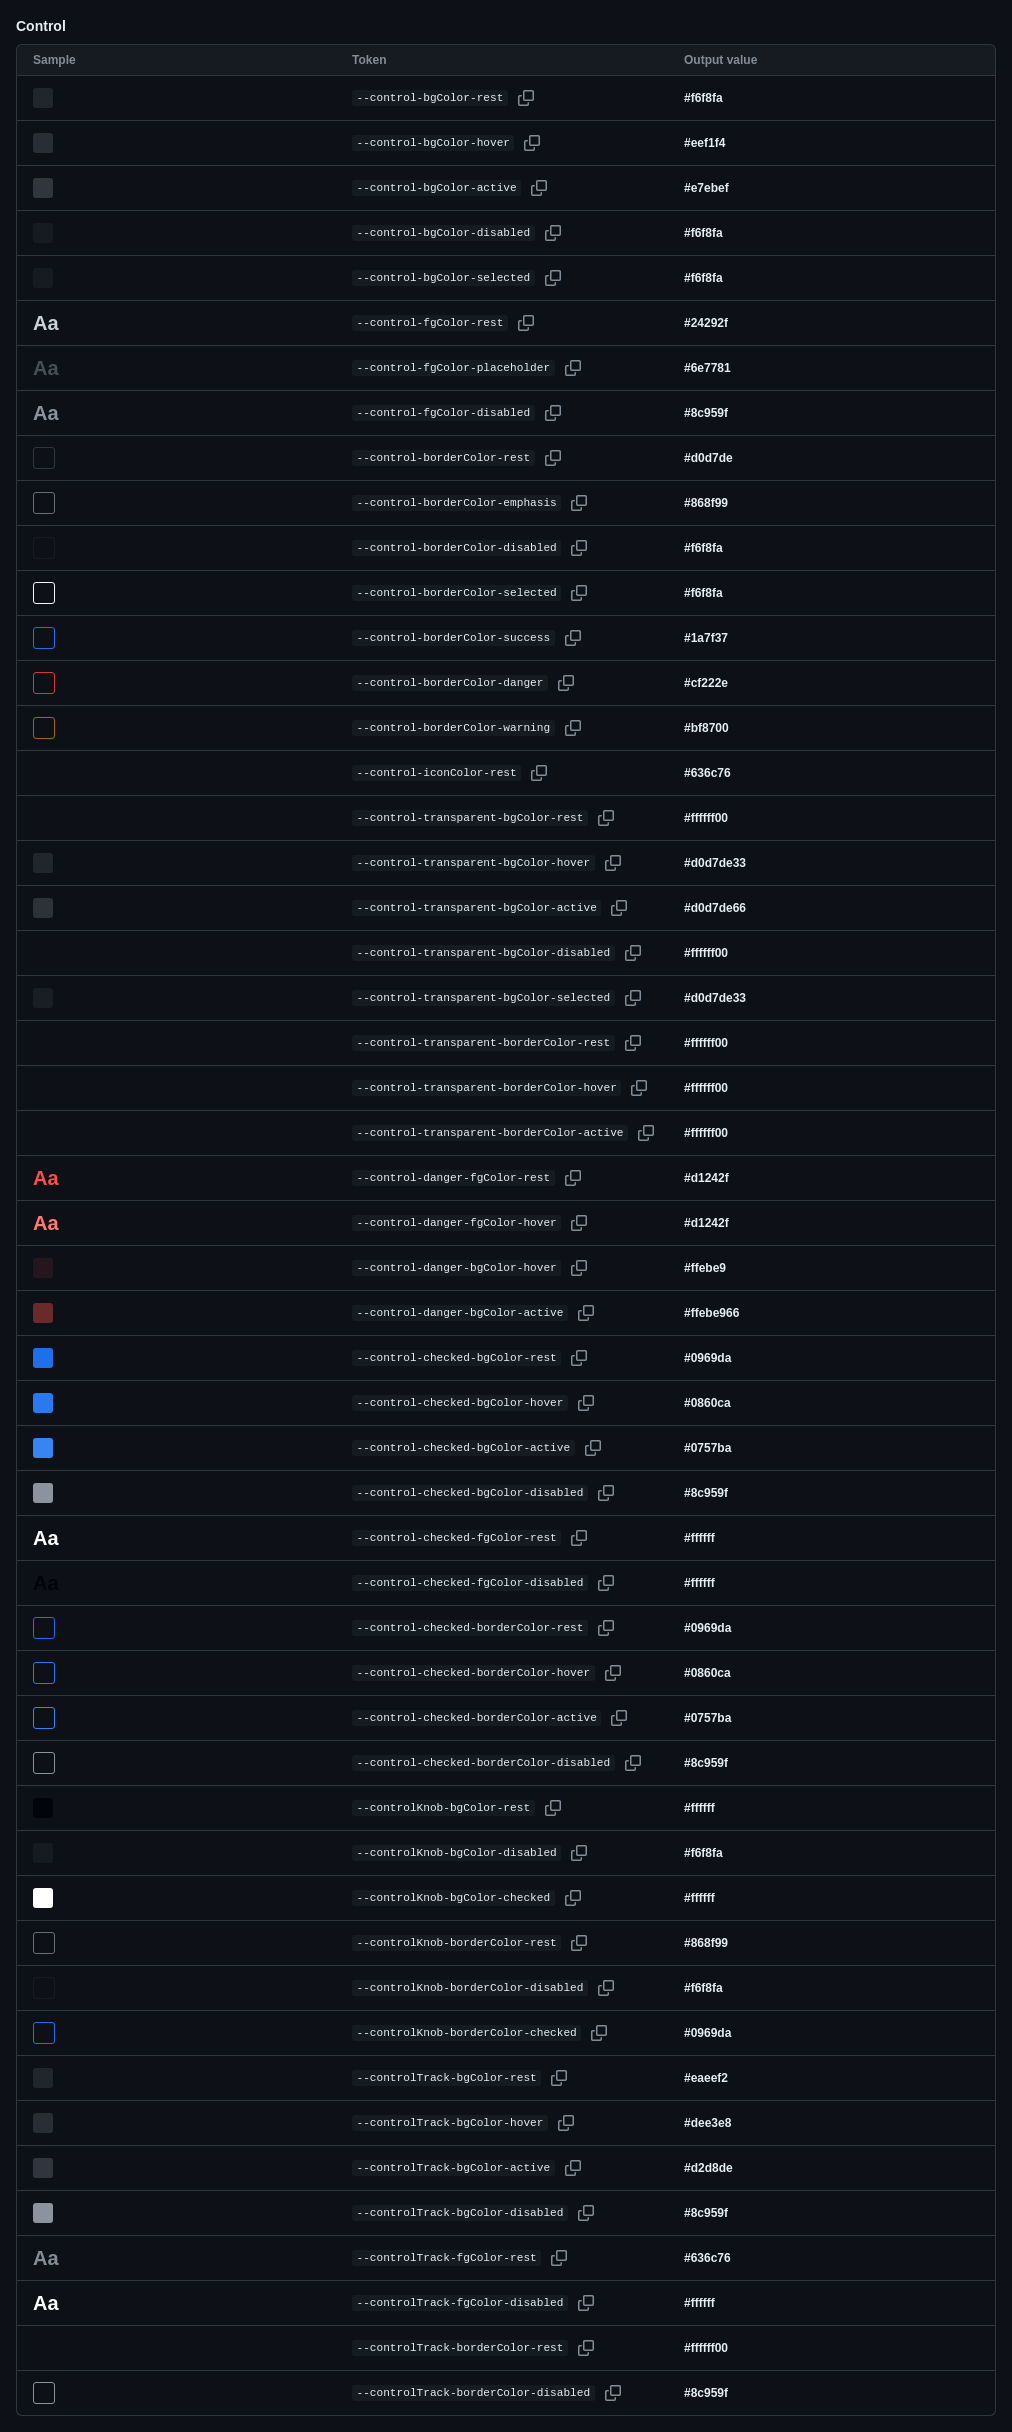 Control
Sample Token Output value
--control-bgColor-rest #f6f8fa
--control-bgColor-hover #eef1f4
--control-bgColor-active #e7ebef
--control-bgColor-disabled #f6f8fa
--control-bgColor-selected #f6f8fa
Aa --control-fgColor-rest #24292f
Aa --control-fgColor-placeholder #6e7781
Aa --control-fgColor-disabled #8c959f
--control-borderColor-rest #d0d7de
--control-borderColor-emphasis #868f99
--control-borderColor-disabled #f6f8fa
--control-borderColor-selected #f6f8fa
--control-borderColor-success #1a7f37
--control-borderColor-danger #cf222e
--control-borderColor-warning #bf8700
--control-iconColor-rest #636c76
--control-transparent-bgColor-rest #ffffff00
--control-transparent-bgColor-hover #d0d7de33
--control-transparent-bgColor-active #d0d7de66
--control-transparent-bgColor-disabled #ffffff00
--control-transparent-bgColor-selected #d0d7de33
--control-transparent-borderColor-rest #ffffff00
--control-transparent-borderColor-hover #ffffff00
--control-transparent-borderColor-active #ffffff00
Aa --control-danger-fgColor-rest #d1242f
Aa --control-danger-fgColor-hover #d1242f
--control-danger-bgColor-hover #ffebe9
--control-danger-bgColor-active #ffebe966
--control-checked-bgColor-rest #0969da
--control-checked-bgColor-hover #0860ca
--control-checked-bgColor-active #0757ba
--control-checked-bgColor-disabled #8c959f
Aa --control-checked-fgColor-rest #ffffff
Aa --control-checked-fgColor-disabled #ffffff
--control-checked-borderColor-rest #0969da
--control-checked-borderColor-hover #0860ca
--control-checked-borderColor-active #0757ba
--control-checked-borderColor-disabled #8c959f
--controlKnob-bgColor-rest #ffffff
--controlKnob-bgColor-disabled #f6f8fa
--controlKnob-bgColor-checked #ffffff
--controlKnob-borderColor-rest #868f99
--controlKnob-borderColor-disabled #f6f8fa
--controlKnob-borderColor-checked #0969da
--controlTrack-bgColor-rest #eaeef2
--controlTrack-bgColor-hover #dee3e8
--controlTrack-bgColor-active #d2d8de
--controlTrack-bgColor-disabled #8c959f
Aa --controlTrack-fgColor-rest #636c76
Aa --controlTrack-fgColor-disabled #ffffff
--controlTrack-borderColor-rest #ffffff00
--controlTrack-borderColor-disabled #8c959f